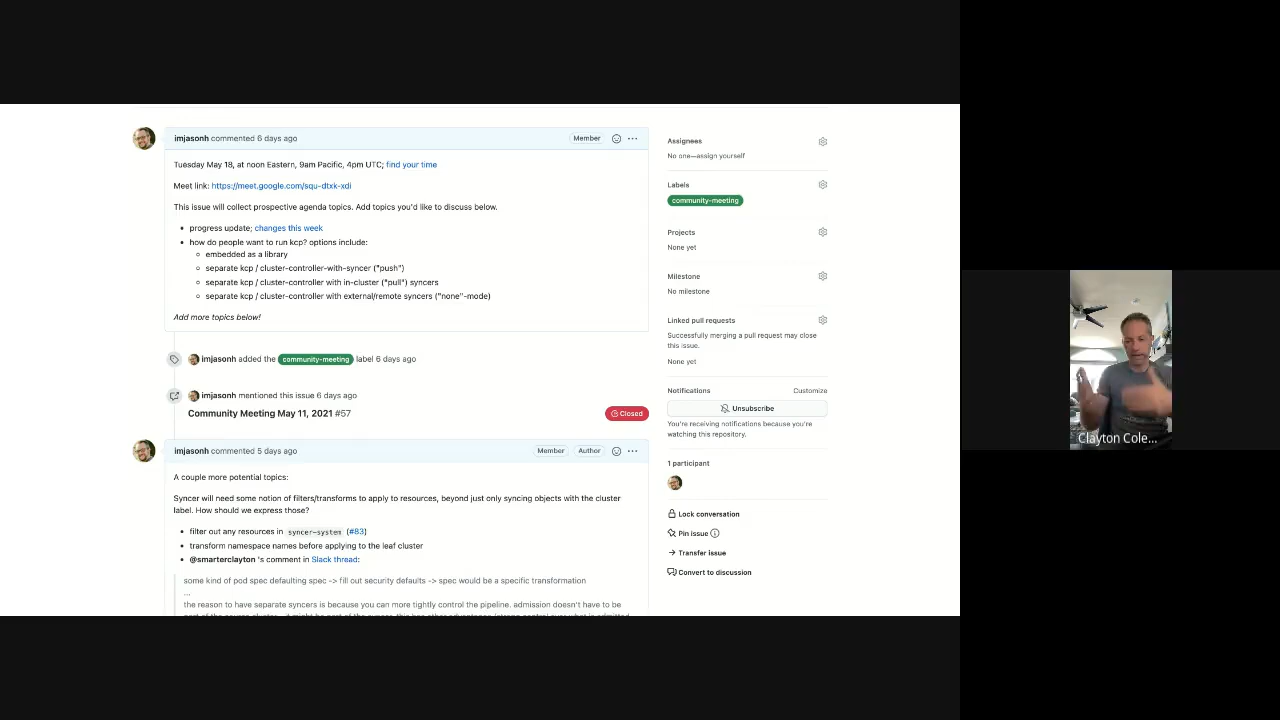 imjasonh commented 6 days ago
Member
Tuesday May 18, at noon Eastern, 9am Pacific, 4pm UTC; find your time
Meet link: https://meet.google.com/squ-dtxk-xdi
This issue will collect prospective agenda topics. Add topics you'd like to discuss below.
• progress update; changes this week
• how do people want to run kcp? options include:
embedded as a library
separate kcp / cluster-controller-with-syncer ("push")
separate kcp / cluster-controller with in-cluster ("pull") syncers
separate kcp / cluster-controller with external/remote syncers ("none"-mode)
Add more topics below!
imjasonh added the community-meeting label 6 days ago
imjasonh mentioned this issue 6 days ago
Community Meeting May 11, 2021 #57
Closed
imjasonh commented 5 days ago
Member
Author
A couple more potential topics:
Syncer will need some notion of filters/transforms to apply to resources, beyond just only syncing objects with the cluster
label. How should we express those?
• filter out any resources in syncer-system (#83)
• transform namespace names before applying to the leaf cluster
• @smarterclayton 's comment in Slack thread:
some kind of pod spec defaulting spec -> fill out security defaults -> spec would be a specific transformation
...
the reason to have separate syncers is because you can more tightly control the pipeline. admission doesn't have to be
Assignees
No one—assign yourself
Labels
community-meeting
Projects
None yet
Milestone
No milestone
Linked pull requests
Successfully merging a pull request may close
this issue.
None yet
Notifications
Customize
Unsubscribe
You're receiving notifications because you're
watching this repository.
1 participant
Lock conversation
Pin issue
Transfer issue
Convert to discussion
Clayton Cole...